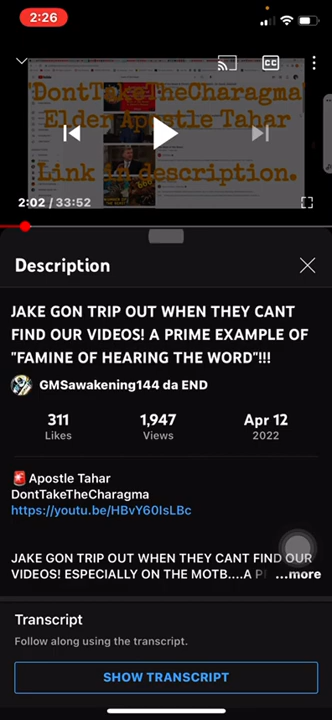 2:26
CC
"DontTakeTheCharagma"
Elder Apostle Tahar
Link in description.
2:02 / 33:52
Description
JAKE GON TRIP OUT WHEN THEY CANT
FIND OUR VIDEOS! A PRIME EXAMPLE OF
"FAMINE OF HEARING THE WORD"!!!
GMSawakening144 da END
311 1,947 Apr 12
Likes Views 2022
🚨Apostle Tahar
DontTakeTheCharagma
https://youtu.be/HBvY60IsLBc
JAKE GON TRIP OUT WHEN THEY CANT FIND OUR
VIDEOS! ESPECIALLY ON THE MOTB....A P ...more
Transcript
Follow along using the transcript.
SHOW TRANSCRIPT